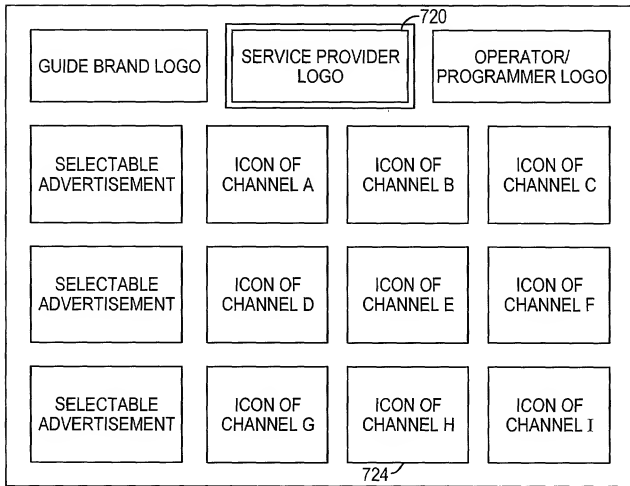 720
GUIDE BRAND LOGO
SERVICE PROVIDER
LOGO
OPERATOR/
PROGRAMMER LOGO
SELECTABLE
ADVERTISEMENT
ICON OF
CHANNEL A
ICON OF
CHANNEL B
ICON OF
CHANNEL C
SELECTABLE
ADVERTISEMENT
ICON OF
CHANNEL D
ICON OF
CHANNEL E
ICON OF
CHANNEL F
SELECTABLE
ADVERTISEMENT
ICON OF
CHANNEL G
ICON OF
CHANNEL H
ICON OF
CHANNEL I
724